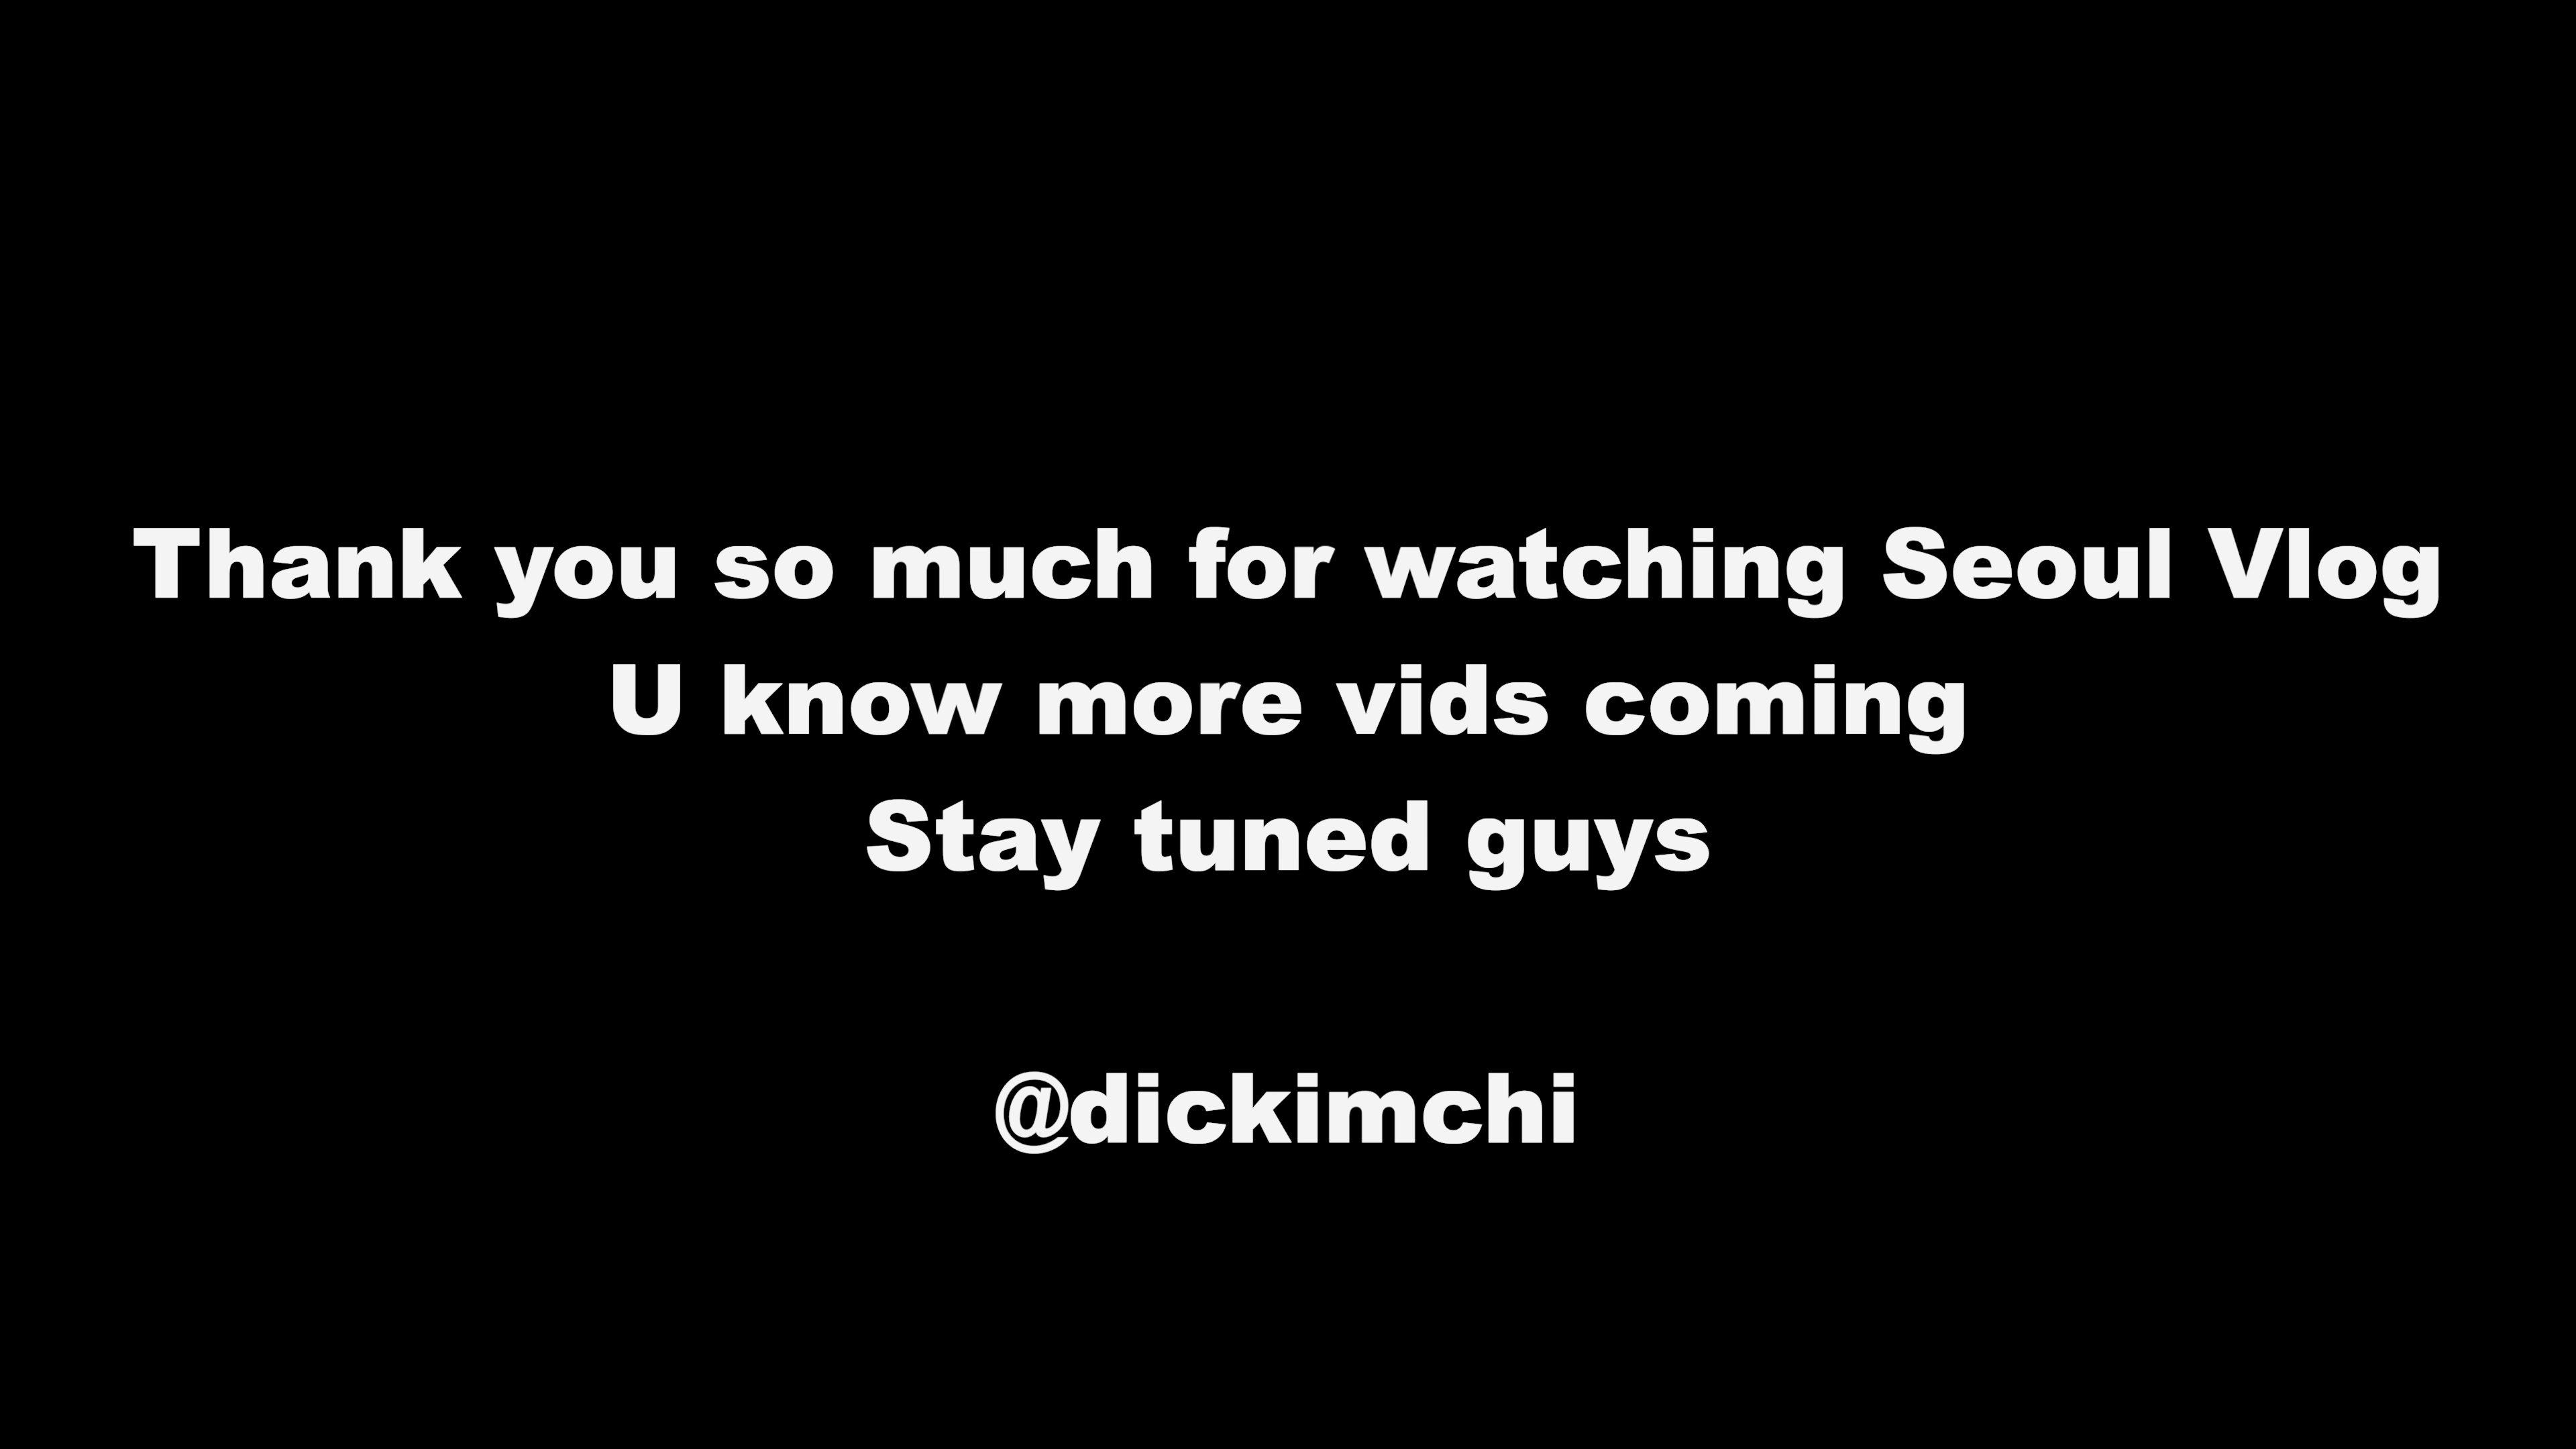 Thank you so much for watching Seoul Vlog
U know more vids coming
Stay tuned guys
@dickimchi